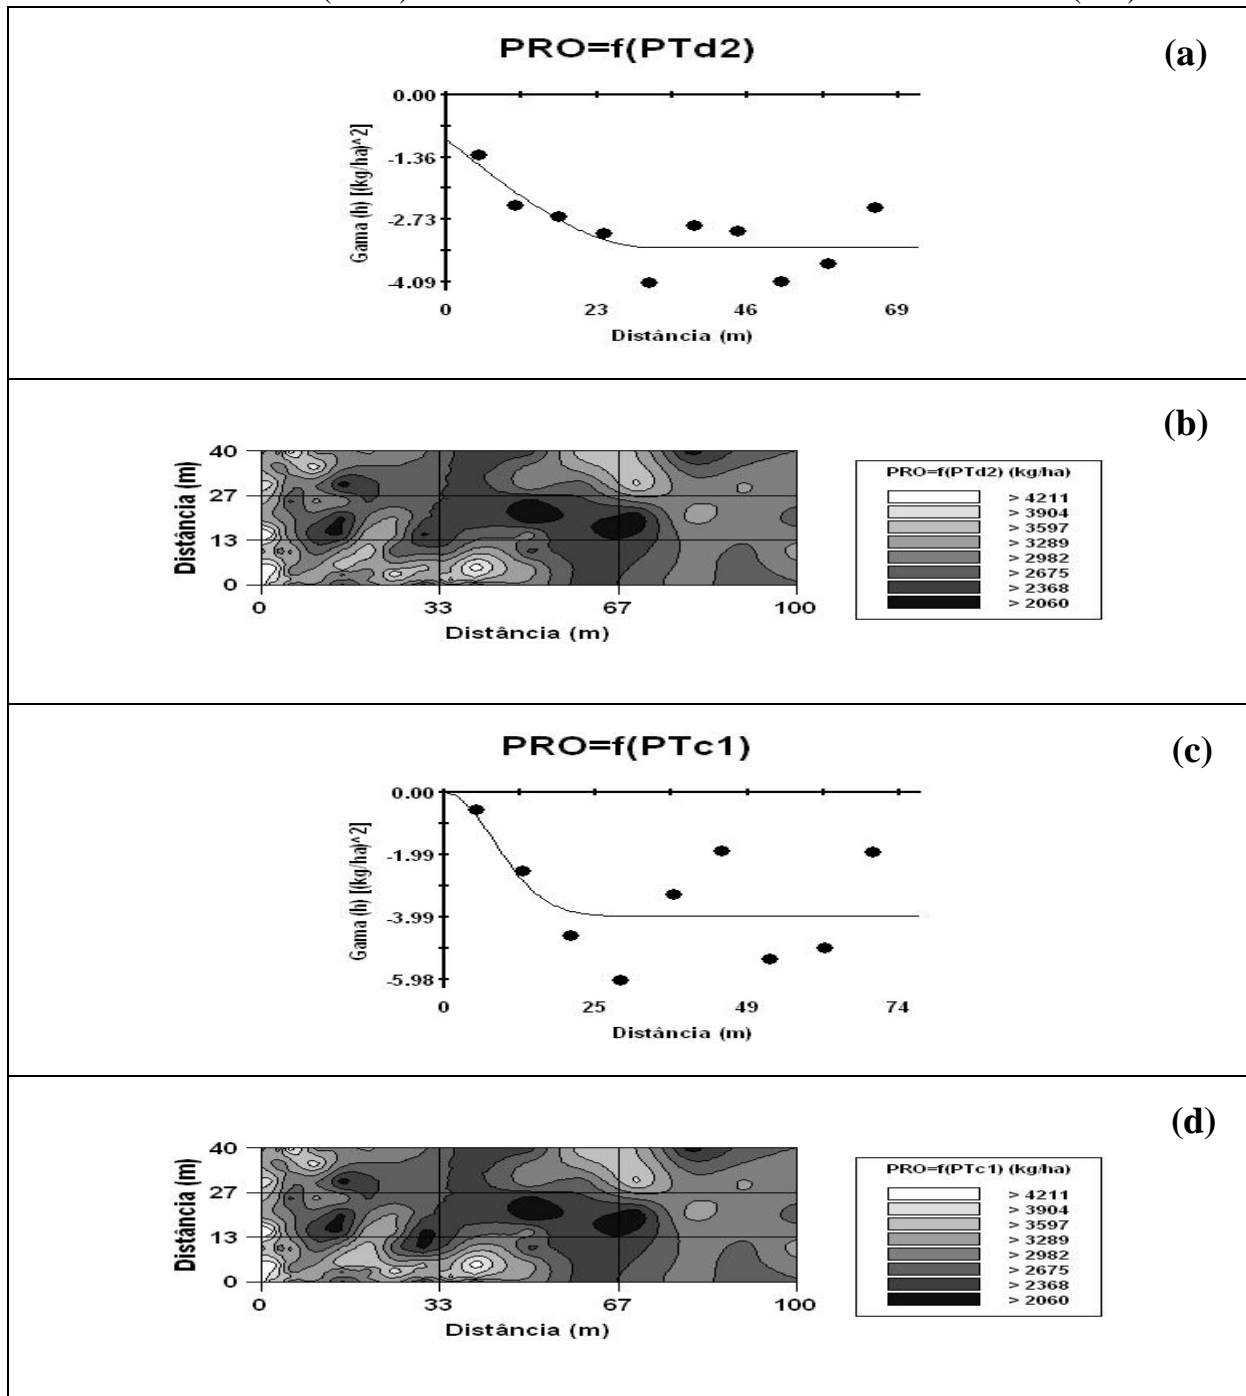 (a)
PRO=f(PTd2)
0.00
-1.36
-2.73
-4.09
Gama (h) [(kg/ha)^2]
0 23 46 69
Distância (m)
(b)
40
27
13
0
Distância (m)
0 33 67 100
Distância (m)
PRO=f(PTd2) (kg/ha)
> 4211
> 3904
> 3597
> 3289
> 2982
> 2675
> 2368
> 2060
(c)
PRO=f(PTc1)
0.00
-1.99
-3.99
-5.98
Gama (h) [(kg/ha)^2]
0 25 49 74
Distância (m)
(d)
40
27
13
0
Distância (m)
0 33 67 100
Distância (m)
PRO=f(PTc1) (kg/ha)
> 4211
> 3904
> 3597
> 3289
> 2982
> 2675
> 2368
> 2060